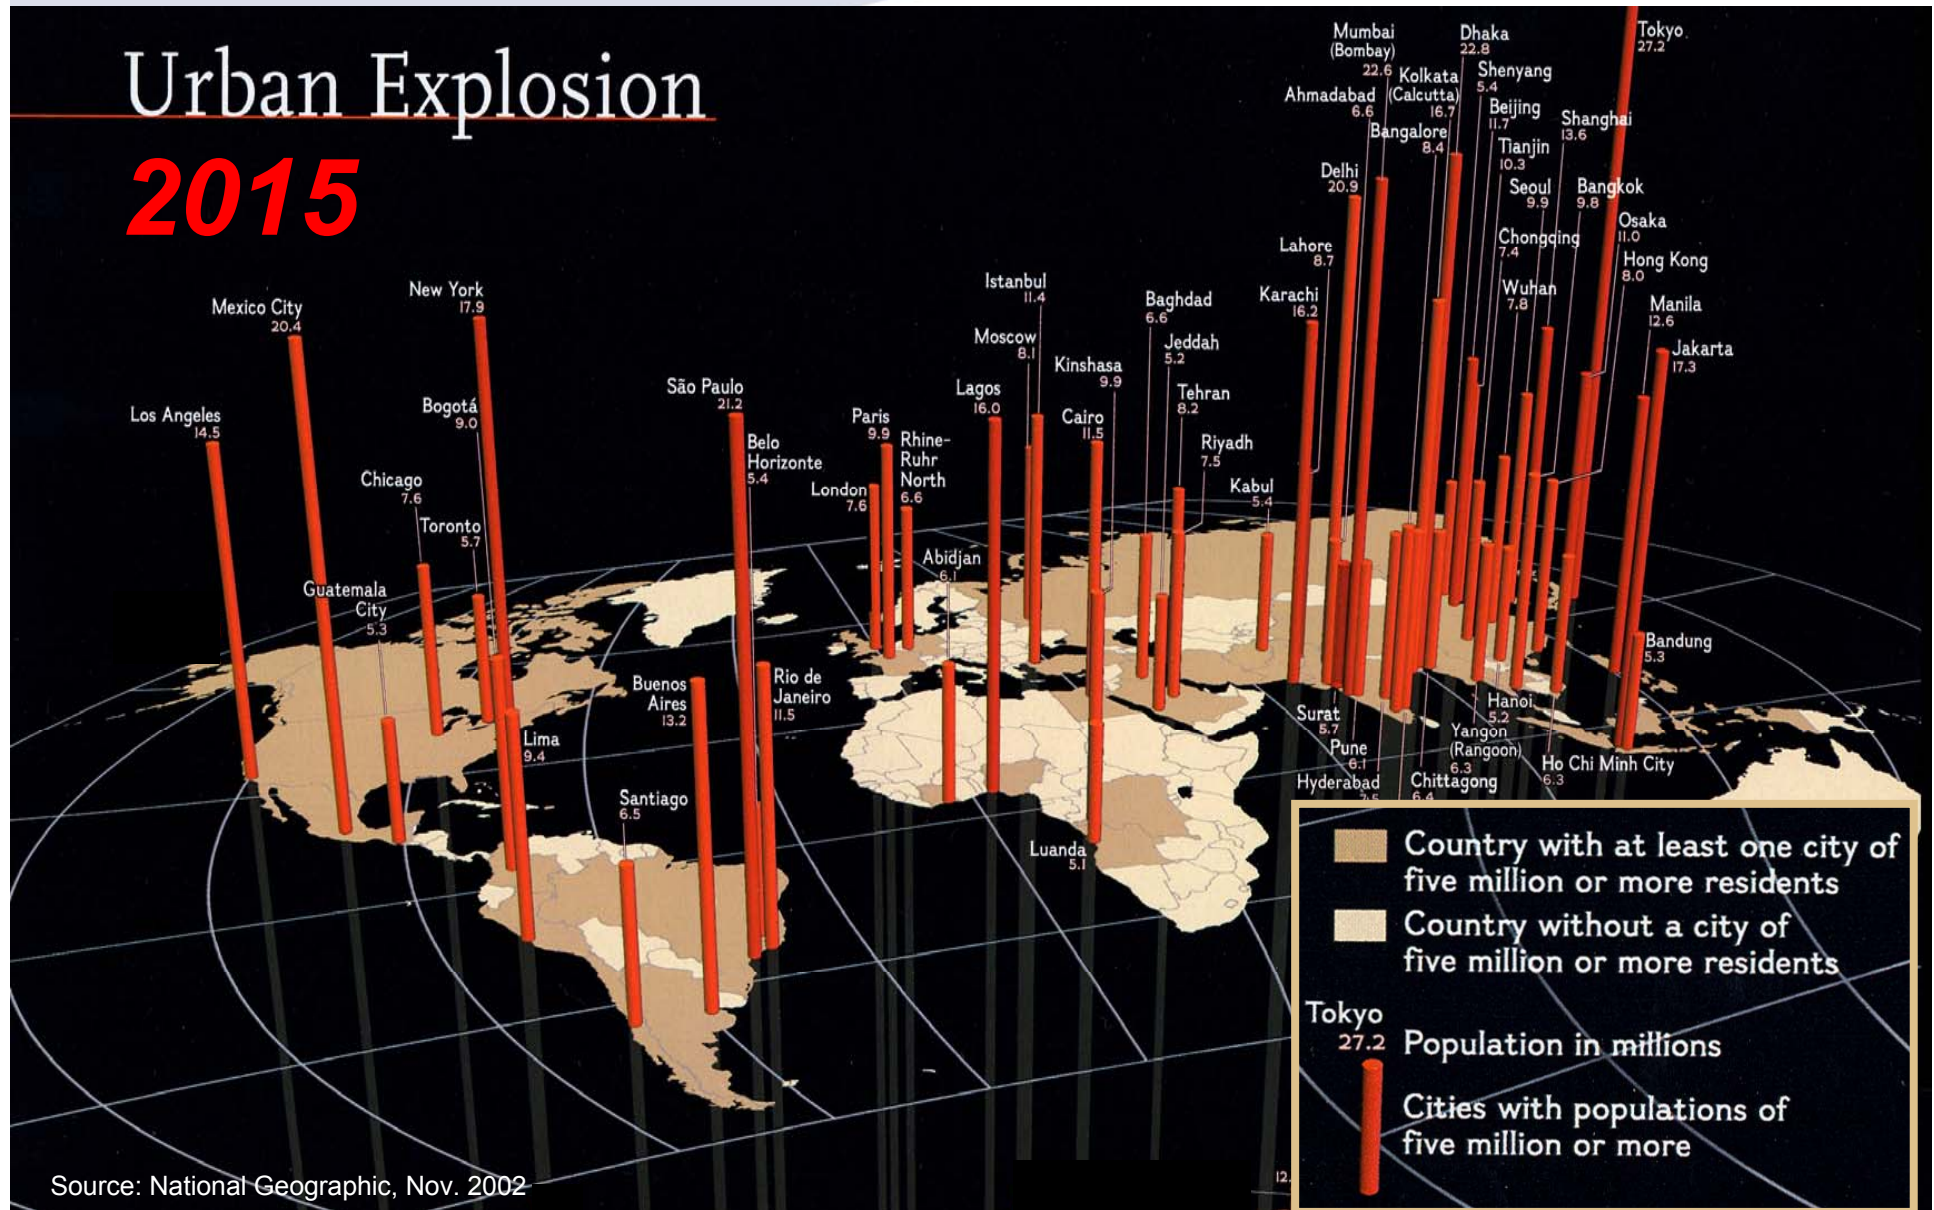 Urban Explosion
2015
Los Angeles
14.5
Mexico City
20.4
Guatemala
City
5.3
Chicago
7.6
Toronto
5.7
Bogotá
9.0
New York
17.9
Lima
9.4
Santiago
6.5
Buenos
Aires
13.2
São Paulo
21.2
Belo
Horizonte
5.4
Rio de
Janeiro
11.5
London
7.6
Paris
9.9
Rhine-
Ruhr
North
6.6
Abidjan
6.1
Lagos
16.0
Moscow
8.1
Istanbul
11.4
Kinshasa
9.9
Cairo
11.5
Luanda
5.1
Baghdad
6.6
Jeddah
5.2
Tehran
8.2
Riyadh
7.5
Kabul
5.4
Karachi
16.2
Lahore
8.7
Delhi
20.9
Ahmadabad
6.6
Mumbai
(Bombay)
22.6
Bangalore
8.4
Kolkata
(Calcutta)
16.7
Dhaka
22.8
Shenyang
5.4
Beijing
11.7
Tianjin
10.3
Seoul
9.9
Chongqing
7.4
Wuhan
7.8
Shanghai
13.6
Bangkok
9.8
Osaka
11.0
Hong Kong
8.0
Tokyo
27.2
Manila
12.6
Jakarta
17.3
Bandung
5.3
Surat
5.7
Pune
6.1
Hyderabad
Chittagong
6.4
Yangon
(Rangoon)
6.3
Hanoi
5.2
Ho Chi Minh City
6.3
Country with at least one city of
five million or more residents
Country without a city of
five million or more residents
Tokyo
27.2
Population in millions
Cities with populations of
five million or more
12.
Source: National Geographic, Nov. 2002